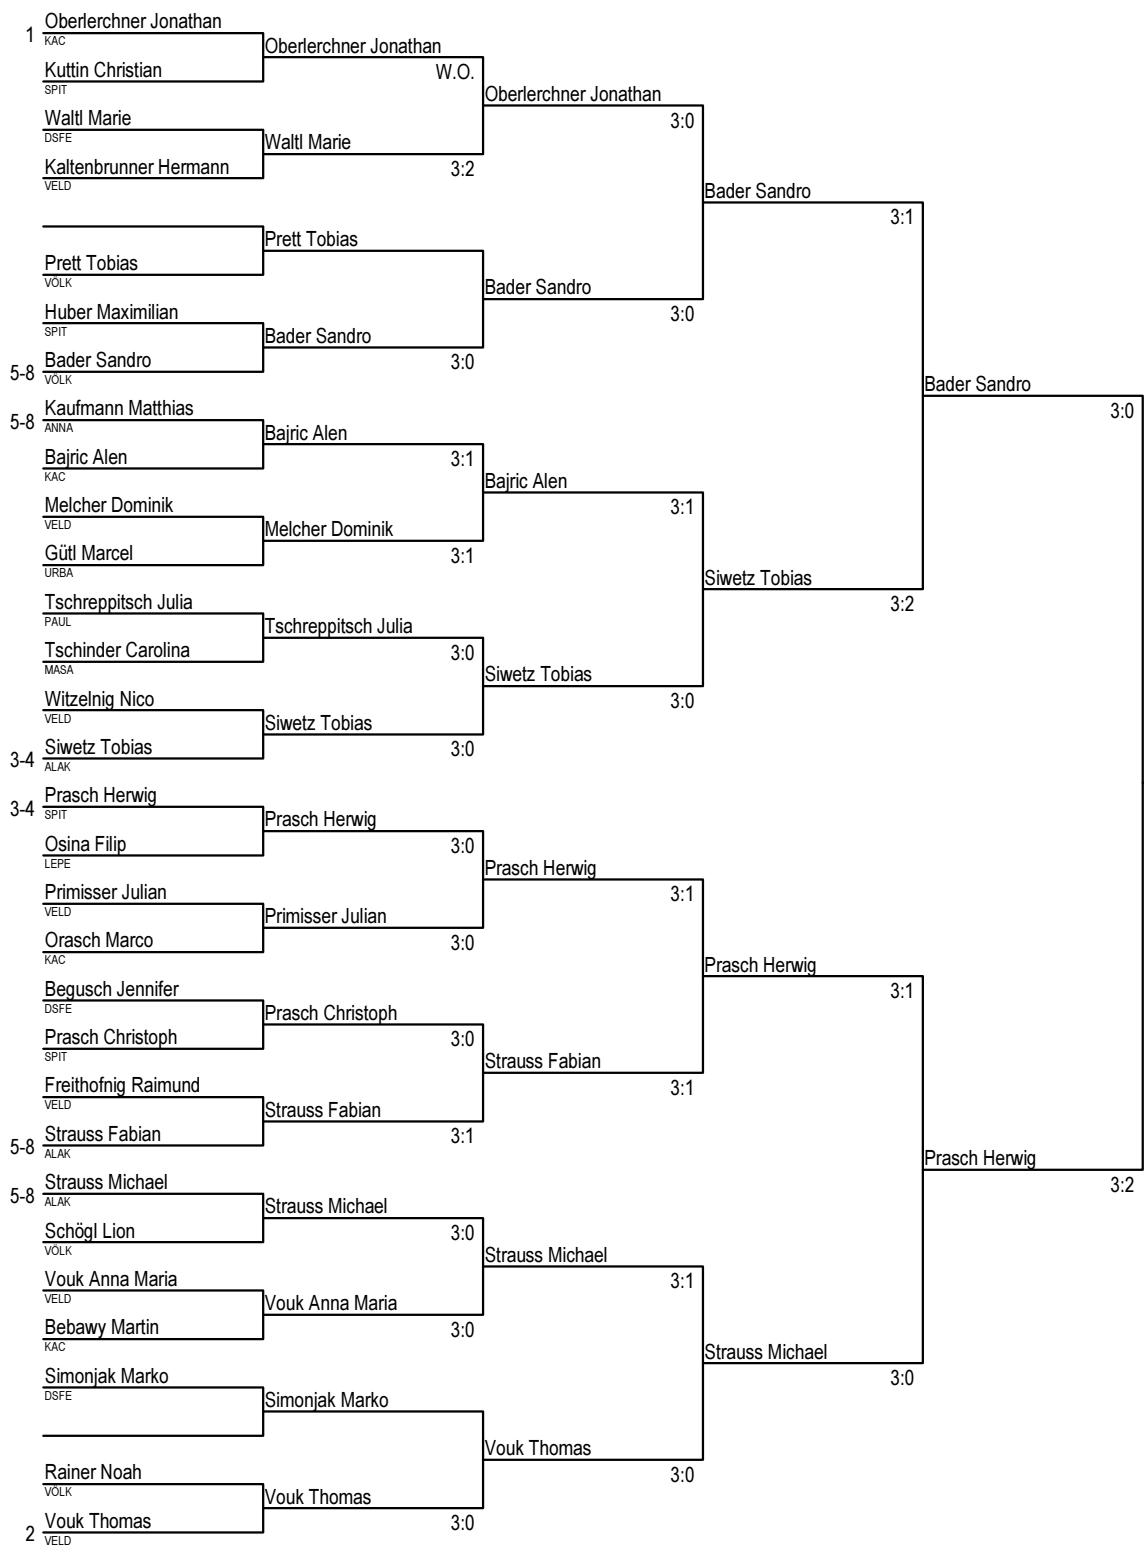 Oberlerchner Jonathan
1
KAC
Oberlerchner Jonathan
Kuttin Christian
W.O.
SPIT
Oberlerchner Jonathan
Waltl Marie
3:0
DSFE
Waltl Marie
Kaltenbrunner Hermann
3:2
VELD
Bader Sandro
3:1
Prett Tobias
Prett Tobias
VÖLK
Bader Sandro
Huber Maximilian
3:0
SPIT
Bader Sandro
Bader Sandro
3:0
5-8
VÖLK
Bader Sandro
3:0
Kaufmann Matthias
5-8
ANNA
Bajric Alen
Bajric Alen
3:1
KAC
Bajric Alen
Melcher Dominik
3:1
VELD
Melcher Dominik
Gütl Marcel
3:1
URBA
Siwetz Tobias
3:2
Tschreppitsch Julia
PAUL
Tschreppitsch Julia
Tschinder Carolina
3:0
MASA
Siwetz Tobias
Witzelnig Nico
3:0
VELD
Siwetz Tobias
Siwetz Tobias
3:0
3-4
ALAK
Prasch Herwig
3-4
SPIT
Prasch Herwig
Osina Filip
3:0
LEPE
Prasch Herwig
Primisser Julian
3:1
VELD
Primisser Julian
Orasch Marco
3:0
KAC
Prasch Herwig
3:1
Begusch Jennifer
DSFE
Prasch Christoph
Prasch Christoph
3:0
SPIT
Strauss Fabian
Freithofnig Raimund
3:1
VELD
Strauss Fabian
Strauss Fabian
3:1
5-8
ALAK
Prasch Herwig
3:2
Strauss Michael
5-8
ALAK
Strauss Michael
Schögl Lion
3:0
VÖLK
Strauss Michael
Vouk Anna Maria
3:1
VELD
Vouk Anna Maria
Bebawy Martin
3:0
KAC
Strauss Michael
3:0
Simonjak Marko
DSFE
Simonjak Marko
Vouk Thomas
Rainer Noah
3:0
VÖLK
Vouk Thomas
Vouk Thomas
3:0
2
VELD